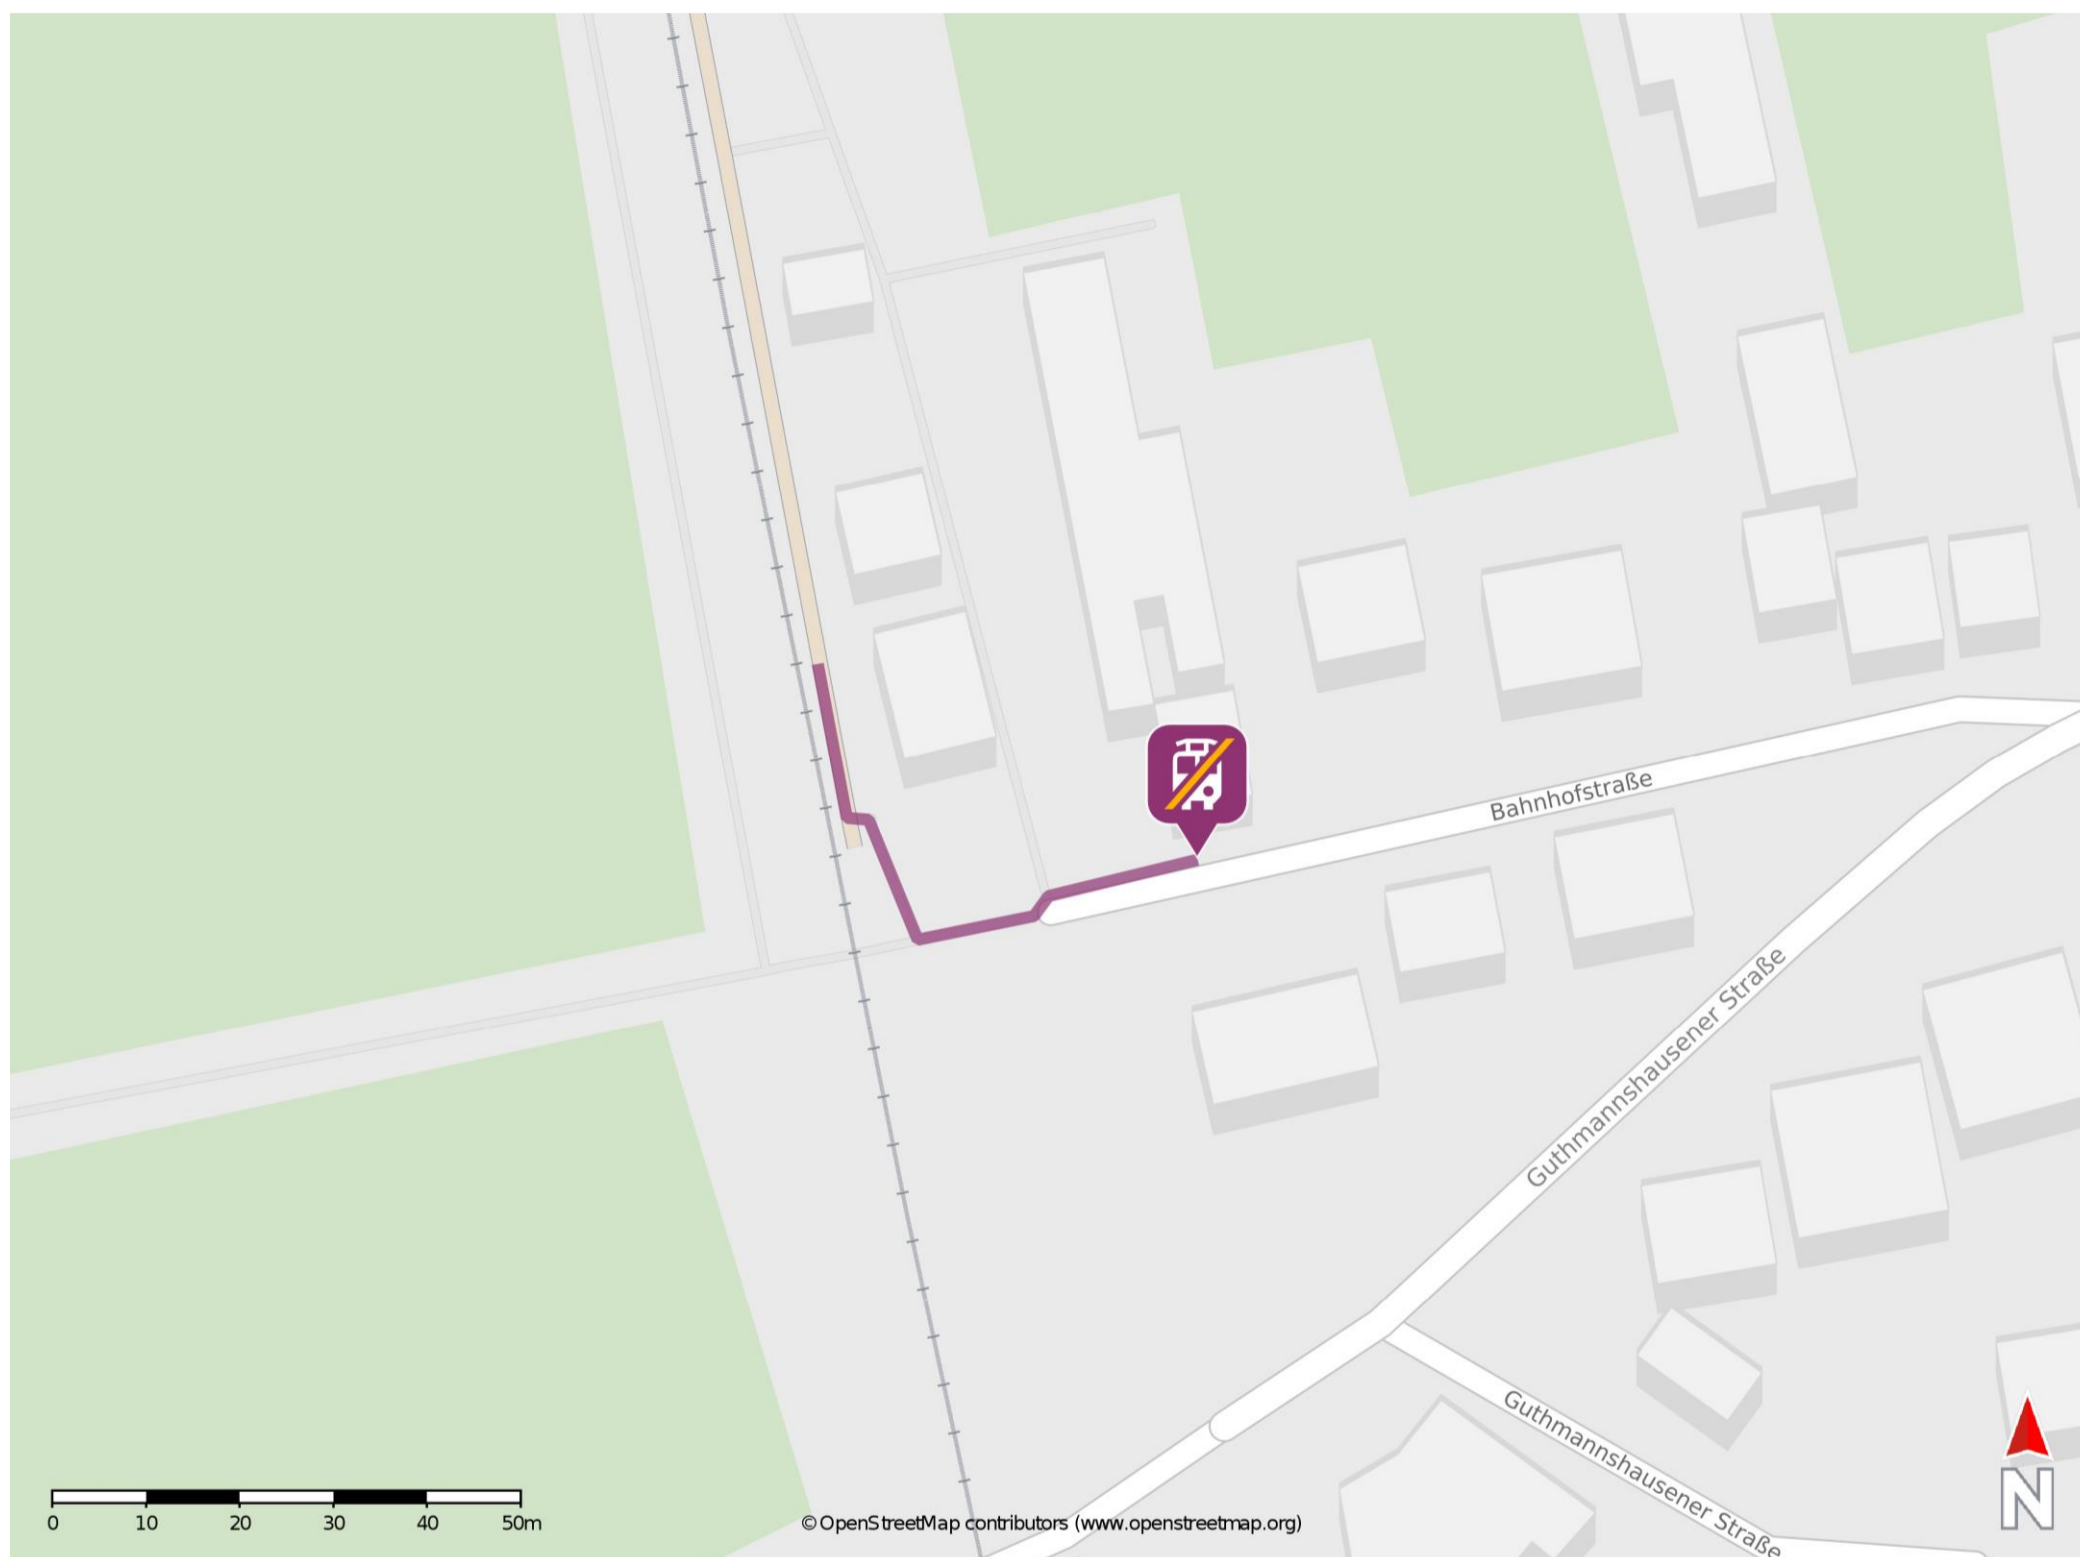 Bahnhofstraße
Guthmannshausener Straße
Guthmannshausener Straße
0 10 20 30 40 50m
© OpenStreetMap contributors (www.openstreetmap.org)
N